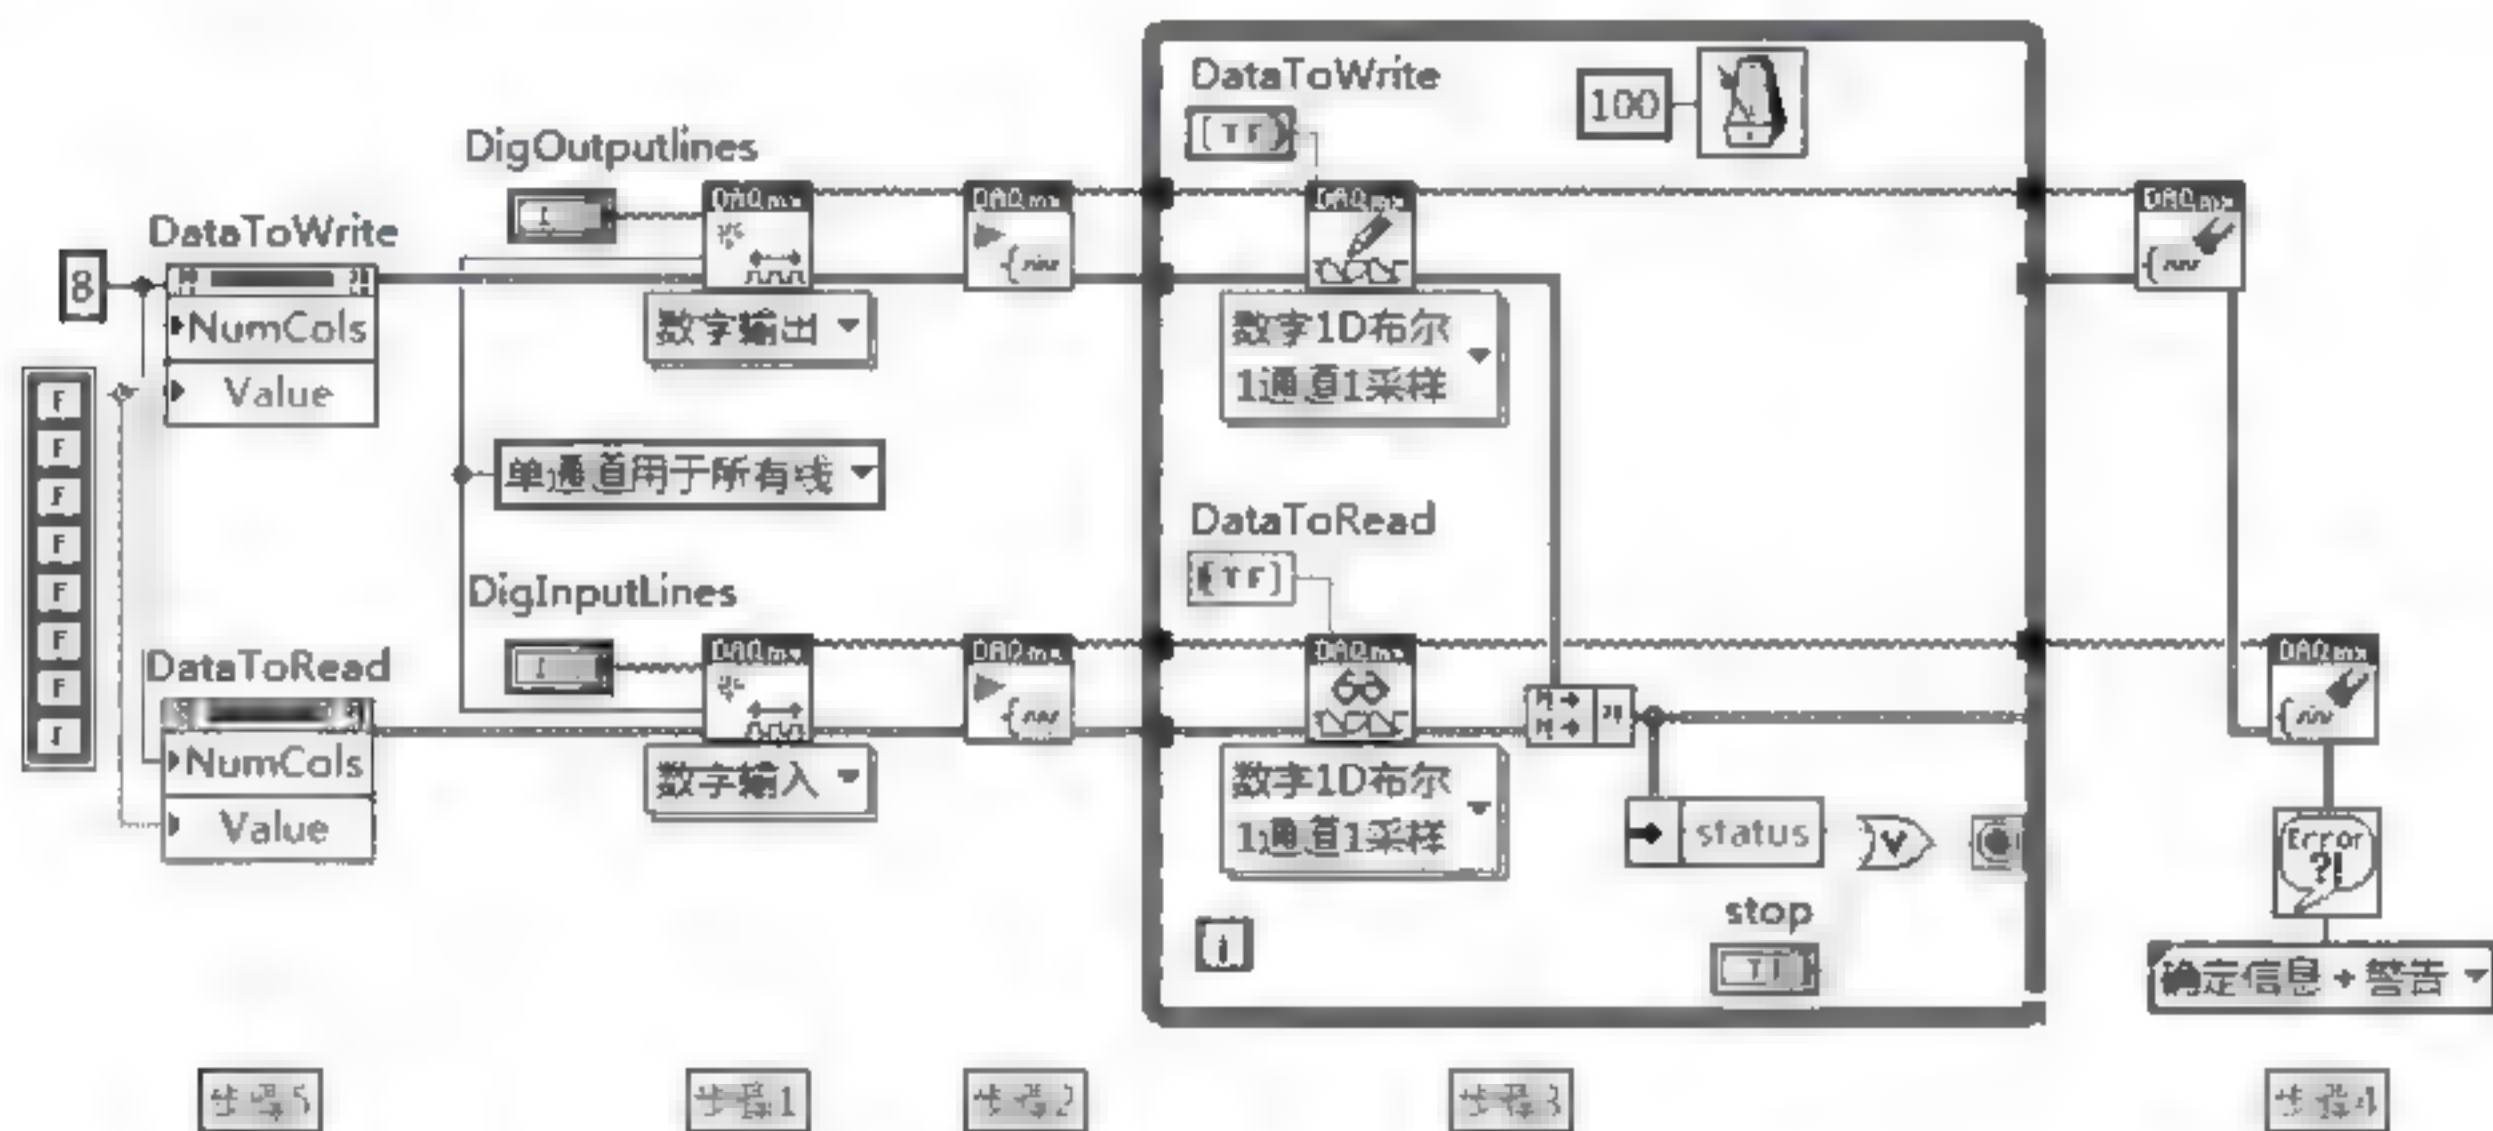 DataToWrite
100
DigOutputlines
DAQmx
DAQmx
DAQmx
DAQmx
DataToWrite
8
NumCols
数字输出
数字1D布尔
1通道1采样
Value
F
F
F
F
F
F
F
F
单通道用于所有线
DataToRead
TF
DigInputLines
DAQmx
DAQmx
DAQmx
DAQmx
DataToRead
NumCols
数字输入
数字1D布尔
1通道1采样
Value
status
Error
?!
stop
i
确定信息+警告
步骤5
步骤1
步骤2
步骤3
步骤4